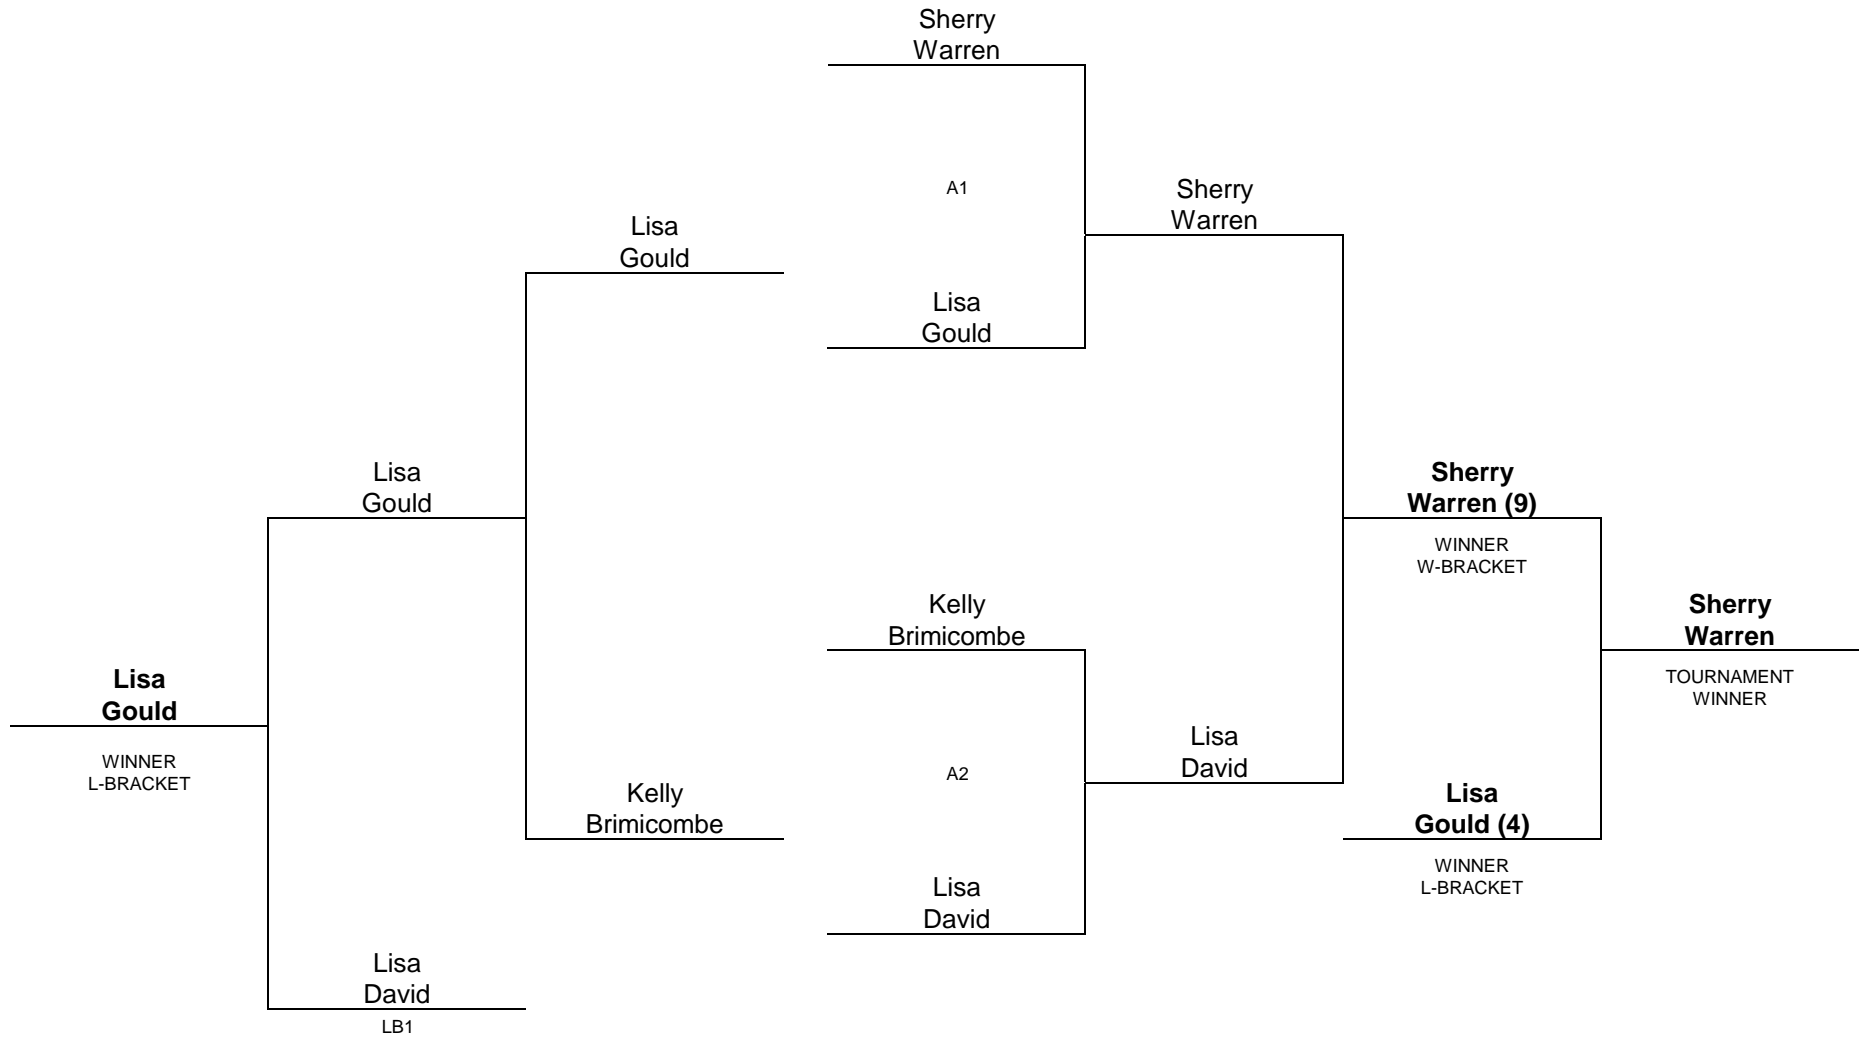 Sherry
Warren
A1
Sherry
Warren
Lisa
Gould
Lisa
Gould
Lisa
Gould
Sherry
Warren (9)
WINNER
W-BRACKET
Kelly
Brimicombe
Sherry
Warren
TOURNAMENT
WINNER
Lisa
Gould
WINNER
L-BRACKET
Lisa
David
A2
Kelly
Brimicombe
Lisa
Gould (4)
WINNER
L-BRACKET
Lisa
David
Lisa
David
LB1